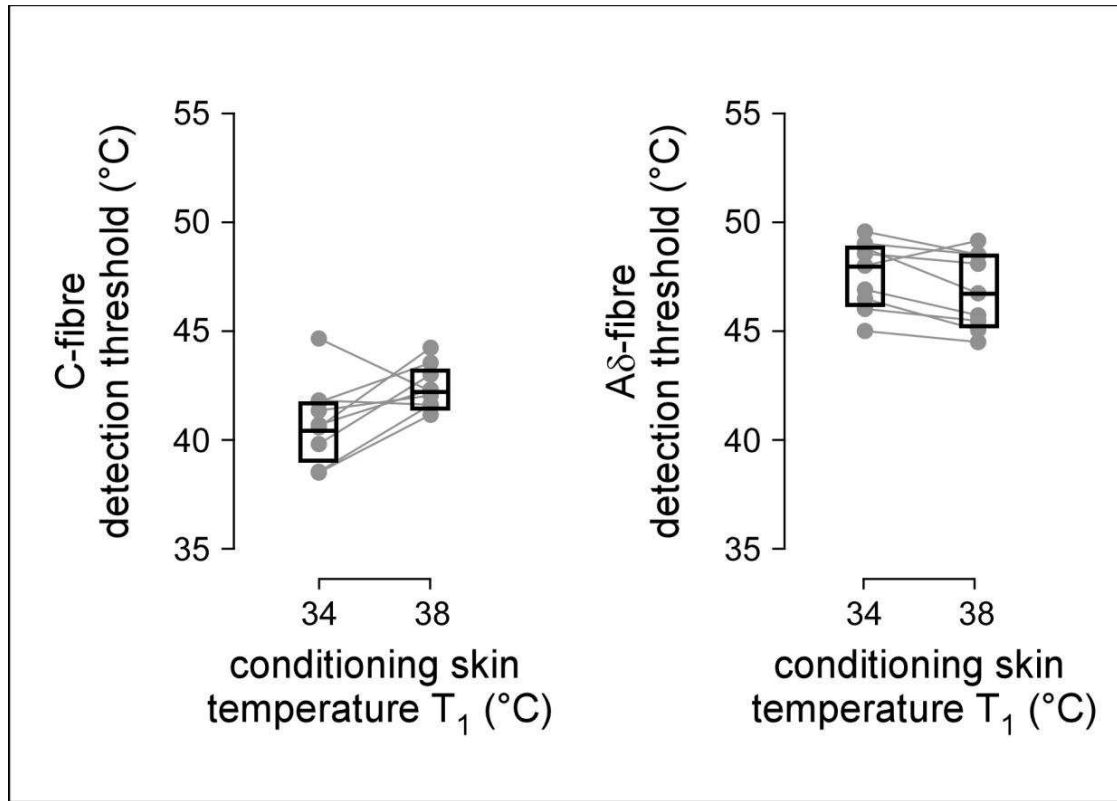 C-fibre
detection threshold (°C)
55
50
45
40
35
34 38
conditioning skin
temperature T₁ (°C)
Aδ-fibre
detection threshold (°C)
55
50
45
40
35
34 38
conditioning skin
temperature T₁ (°C)